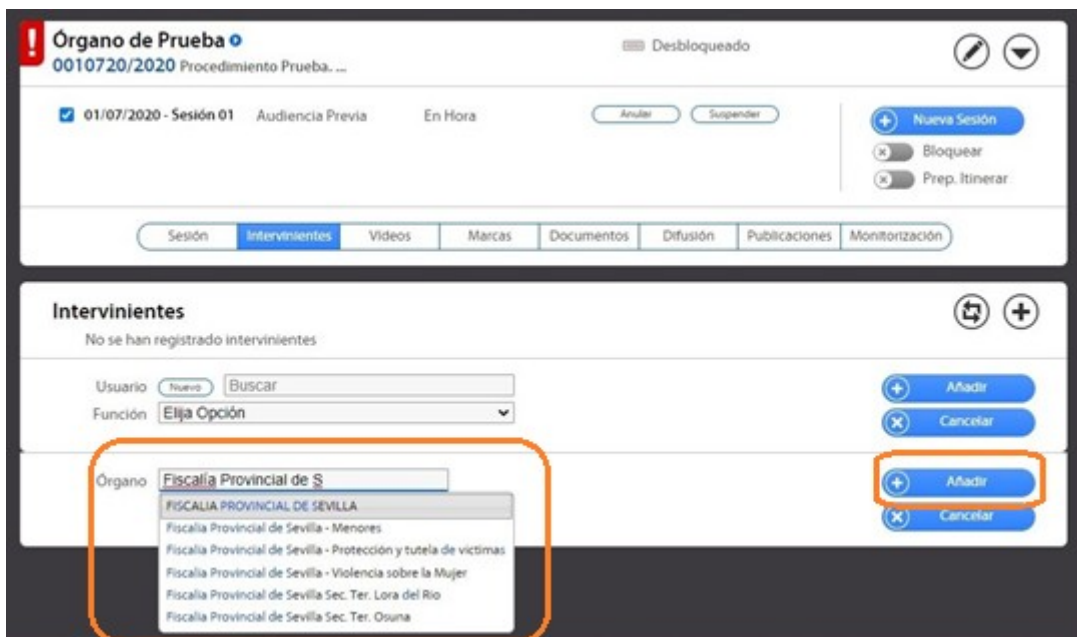 Órgano de Prueba
Desbloqueado
0010720/2020 Procedimiento Prueba. ...
01/07/2020 - Sesión 01 Audiencia Previa En Hora Anular Suspender
Nueva Sesión
Bloquear
Prep. Itinerar
Sesión Intervinientes Videos Marcas Documentos Difusión Publicaciones Monitorización
Intervinientes
No se han registrado intervinientes
Usuario Nuevo Buscar Añadir
Función Elija Opción Cancelar
Órgano Fiscalía Provincial de S Añadir
FISCALIA PROVINCIAL DE SEVILLA
Cancelar
Fiscalia Provincial de Sevilla - Menores
Fiscalia Provincial de Sevilla - Protección y tutela de victimas
Fiscalia Provincial de Sevilla - Violencia sobre la Mujer
Fiscalia Provincial de Sevilla Sec. Ter. Lora del Rio
Fiscalia Provincial de Sevilla Sec. Ter. Osuna